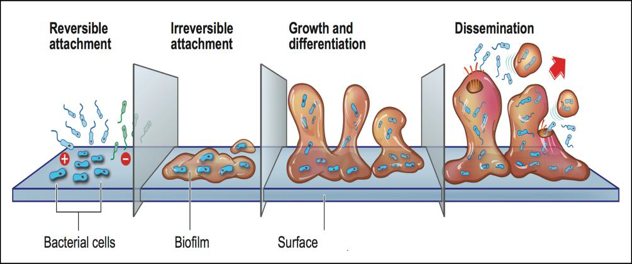 Reversible
attachment
Irreversible
attachment
Growth and
differentiation
Dissemination
+
−
Bacterial cells
Biofilm
Surface